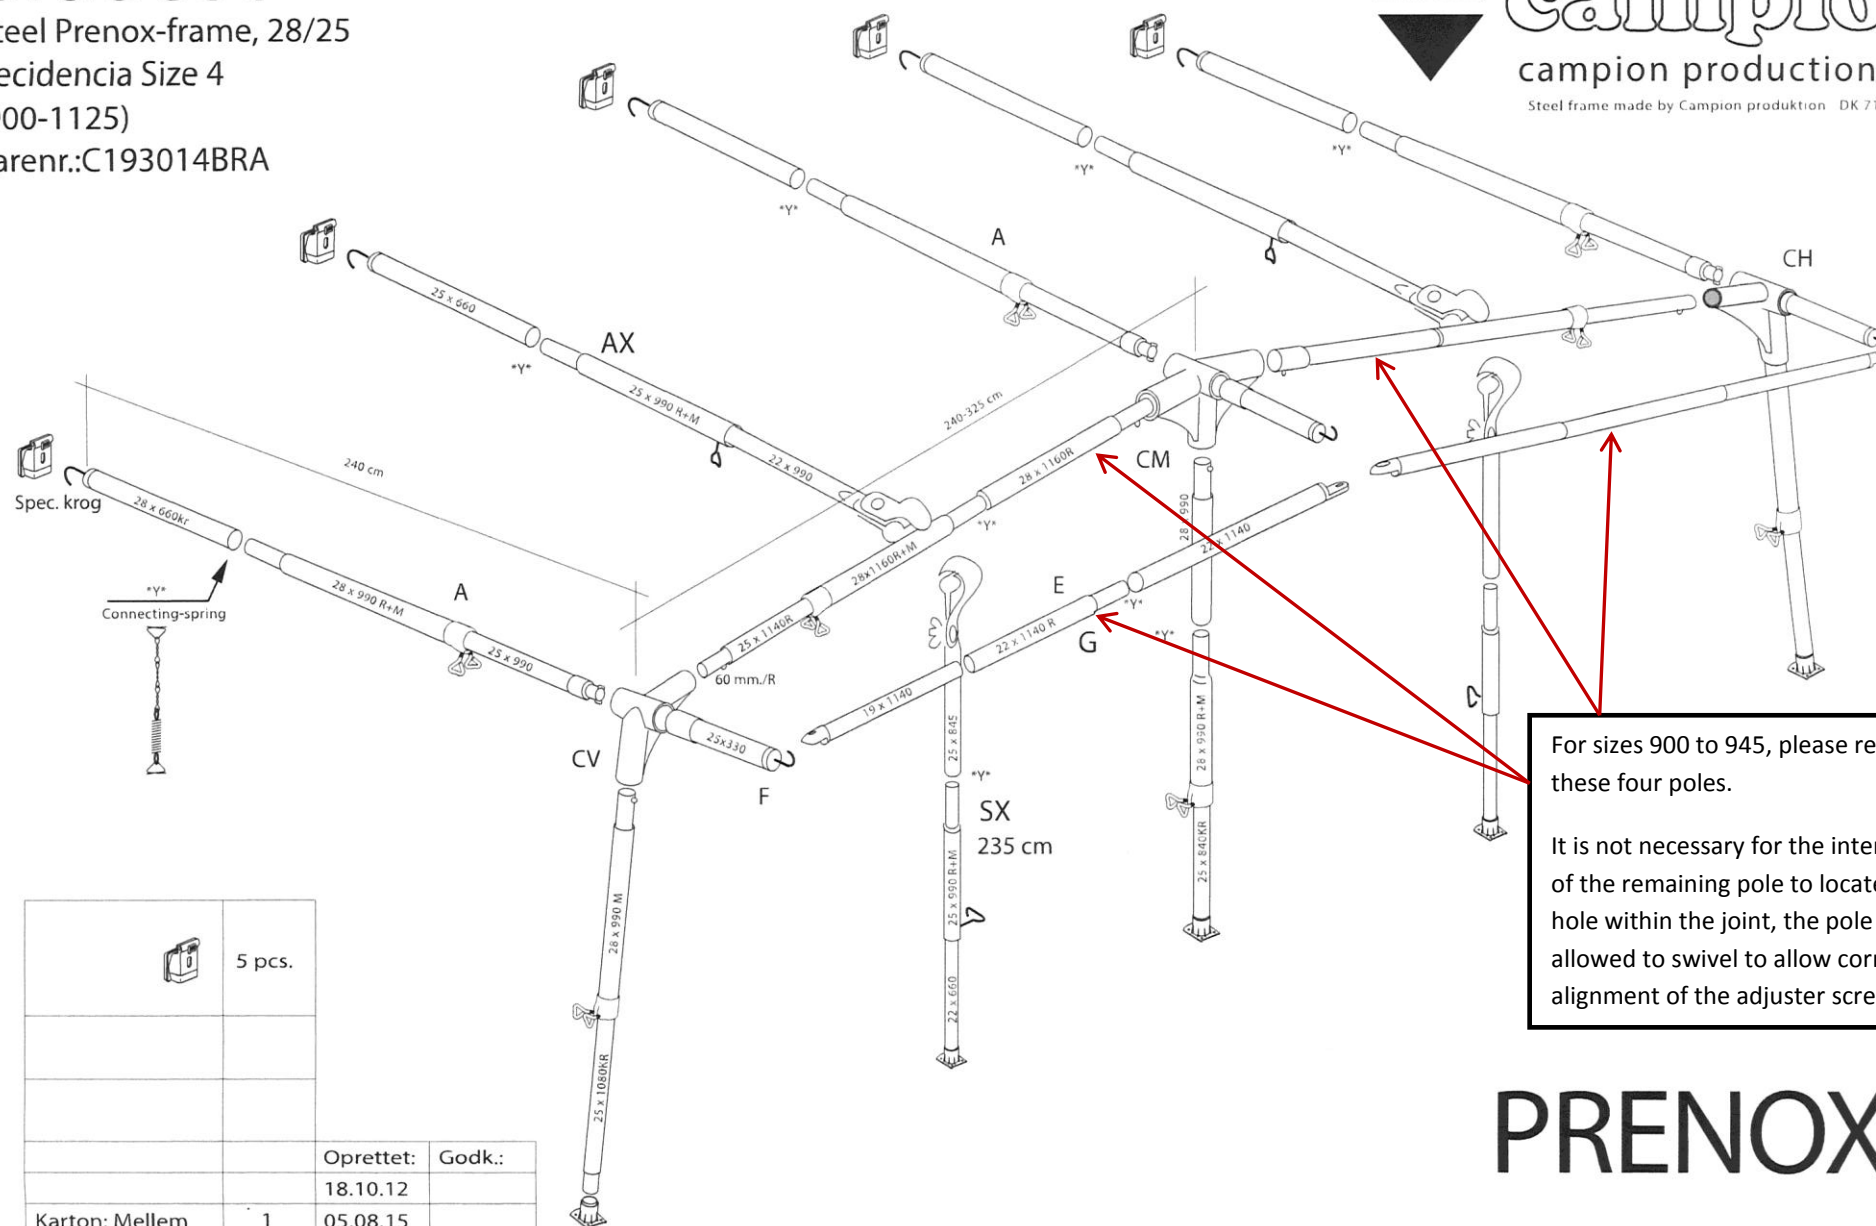 teel Prenox-frame, 28/25
ecidencia Size 4
00-1125)
arenr.:C193014BRA
campio
campion production
Steel frame made by Campion produktion DK 71
*Y*
*Y*
*Y*
A
CH
25 x 660
*Y*
AX
25 x 990 R+M
22 x 990
240-325 cm
240 cm
Spec. krog
28 x 660kr
*Y*
Connecting-spring
28 x 990 R+M
A
25 x 990
CM
28 x 1160R
*Y*
28x1160R+M
25 x 1140R
60 mm./R
28 x 990
22 x 1140
E
*Y*
G
22 x 1140 R
*Y*
19 x 1140
CV
25x330
F
25 x 845
*Y*
SX
235 cm
25 x 990 R+M
22 x 660
28 x 990 R+M
25 x 840KR
28 x 990 M
25 x 1080KR
For sizes 900 to 945, please re
these four poles.
It is not necessary for the inter
of the remaining pole to locate
hole within the joint, the pole
allowed to swivel to allow corr
alignment of the adjuster scre
5 pcs.
Oprettet: Godk.:
18.10.12
Karton: Mellem 1 05.08.15
PRENOX